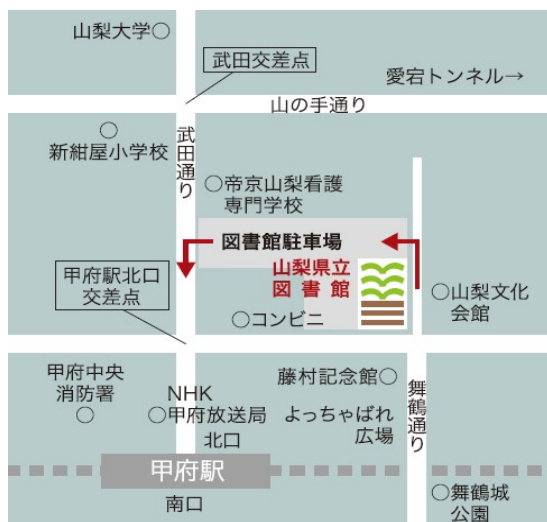 山梨大学○
武田交差点
愛宕トンネル→
山の手通り
○
新紺屋小学校
武田通り
○帝京山梨看護
専門学校
図書館駐車場
山梨県立
図書館
甲府駅北口
交差点
○コンビニ
○山梨文化
会館
甲府中央
消防署
○
NHK
○甲府放送局
北口
藤村記念館○
よっちゃばれ
広場
舞鶴通り
甲府駅
南口
○舞鶴城
公園